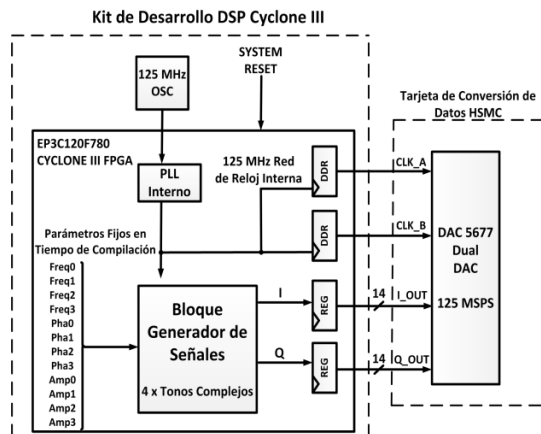 Kit de Desarrollo DSP Cyclone III
SYSTEM
RESET
125 MHz
OSC
Tarjeta de Conversión de
Datos HSMC
EP3C120F780
CYCLONE III FPGA
PLL
Interno
125 MHz Red
de Reloj Interna
DDR
CLK_A
DDR
CLK_B
DAC 5677
Dual
DAC
125 MSPS
Parámetros Fijos en
Tiempo de Compilación
Freq0
Freq1
Freq2
Freq3
Pha0
Pha1
Pha2
Pha3
Amp0
Amp1
Amp2
Amp3
Bloque
Generador de
Señales
4 x Tonos Complejos
I
REG
14
I_OUT
Q
REG
14
Q_OUT